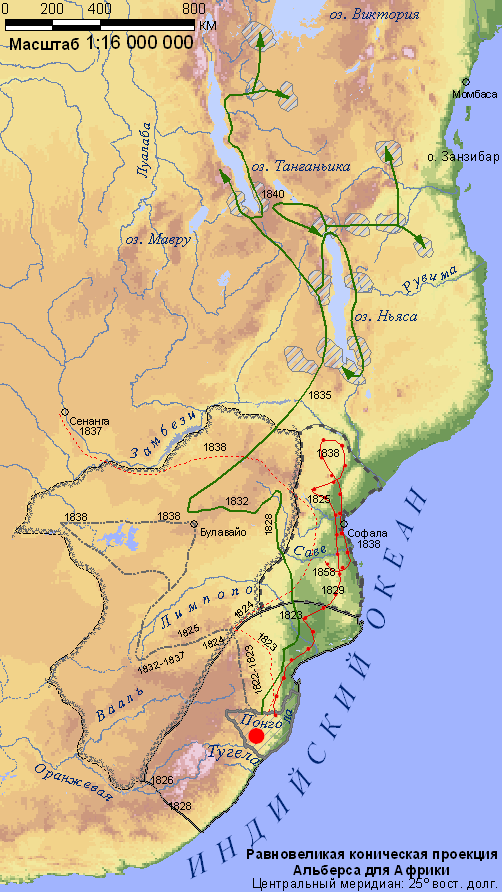 0 200 400 800
КМ
Масштаб 1:16 000 000
оз. Виктория
Момбаса
Луалаба
о. Занзибар
оз. Танганьика
1840
оз. Мверу
Рувума
оз. Ньяса
1835
Сенанга
1837
Замбези
1838
1838
1832
1825
1838
1838
1828
Булавайо
Софала
1838
Саве
1858
1829
Лимпопо
1824
1823
1825
1824
1823
1832-1837
1822-1823
Вааль
Понгола
Тугела
Оранжевая
1826
1828
ИНДИЙСКИЙ ОКЕАН
Равновеликая коническая проекция
Альберса для Африки
Центральный меридиан: 25° вост. долг.